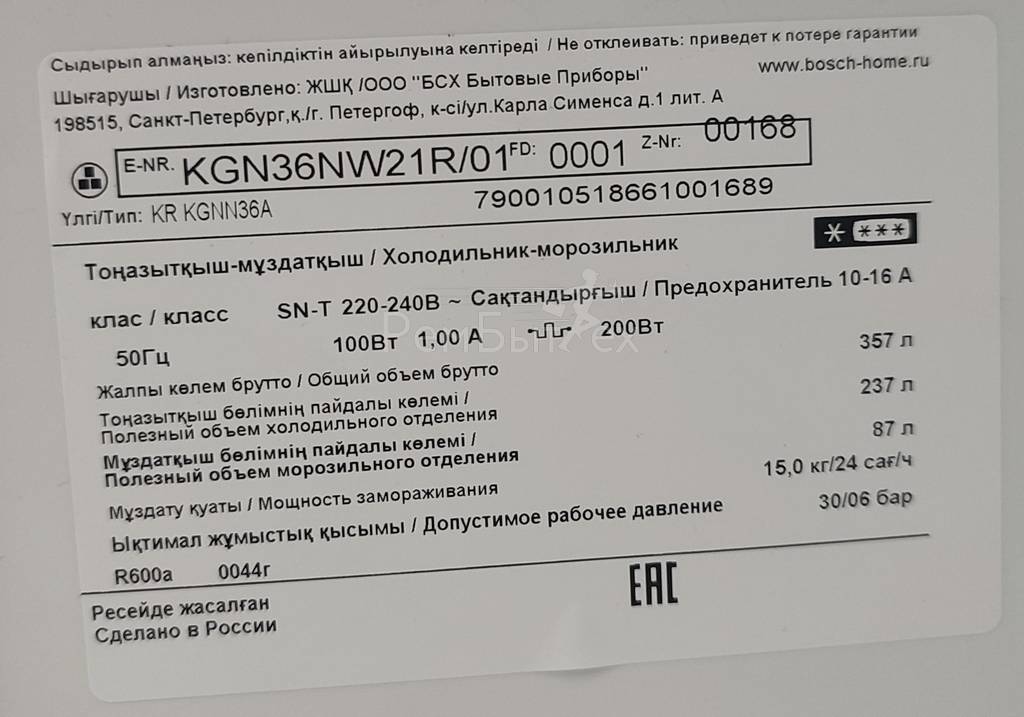 Сыдырып алмаңыз: кепілдіктін айырылуына келтіреді / Не отклеивать: приведет к потере гарантии
Шығарушы / Изготовлено: ЖШҚ /ООО "БСХ Бытовые Приборы" www.bosch-home.ru
198515, Санкт-Петербург,қ./г. Петергоф, к-сі/ул.Карла Сименса д.1 лит. А
E-NR. KGN36NW21R/01 FD: 0001 Z-Nr: 00168
Үлгі/Тип: KR KGNN36A 790010518661001689
Тоңазытқыш-мұздатқыш / Холодильник-морозильник * ***
клас / класс SN-T 220-240В ~ Сақтандырғыш / Предохранитель 10-16 А
50Гц 100Вт 1,00 А 200Вт
РемБытТех
Жалпы көлем брутто / Общий объем брутто 357 л
Тоңазытқыш бөлімнің пайдалы көлемі /
Полезный объем холодильного отделения 237 л
Мұздатқыш бөлімнің пайдалы көлемі /
Полезный объем морозильного отделения 87 л
Мұздату қуаты / Мощность замораживания 15,0 кг/24 сағ/ч
Ықтимал жұмыстық қысымы / Допустимое рабочее давление 30/06 бар
R600a 0044г
Ресейде жасалған
Сделано в России
EAC